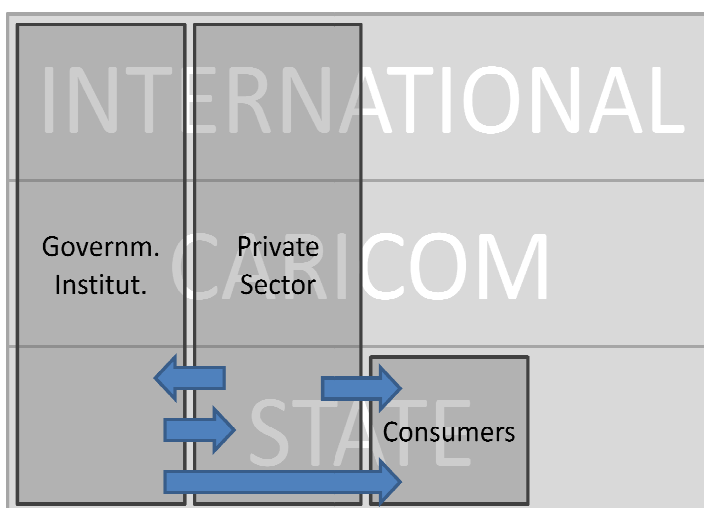 INTERNATIONAL
Governm.
Institut.
Private
Sector
CARICOM
STATE
Consumers